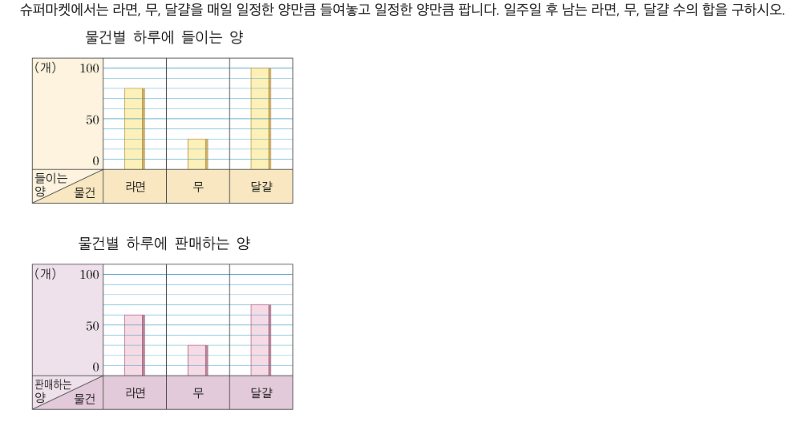 슈퍼마켓에서는 라면, 무, 달걀을 매일 일정한 양만큼 들여놓고 일정한 양만큼 팝니다. 일주일 후 남는 라면, 무, 달걀 수의 합을 구하시오.
물건별 하루에 들이는 양
(개) 100
50
0
들이는
양 물건 라면 무 달걀
물건별 하루에 판매하는 양
(개) 100
50
0
판매하는
양 물건 라면 무 달걀